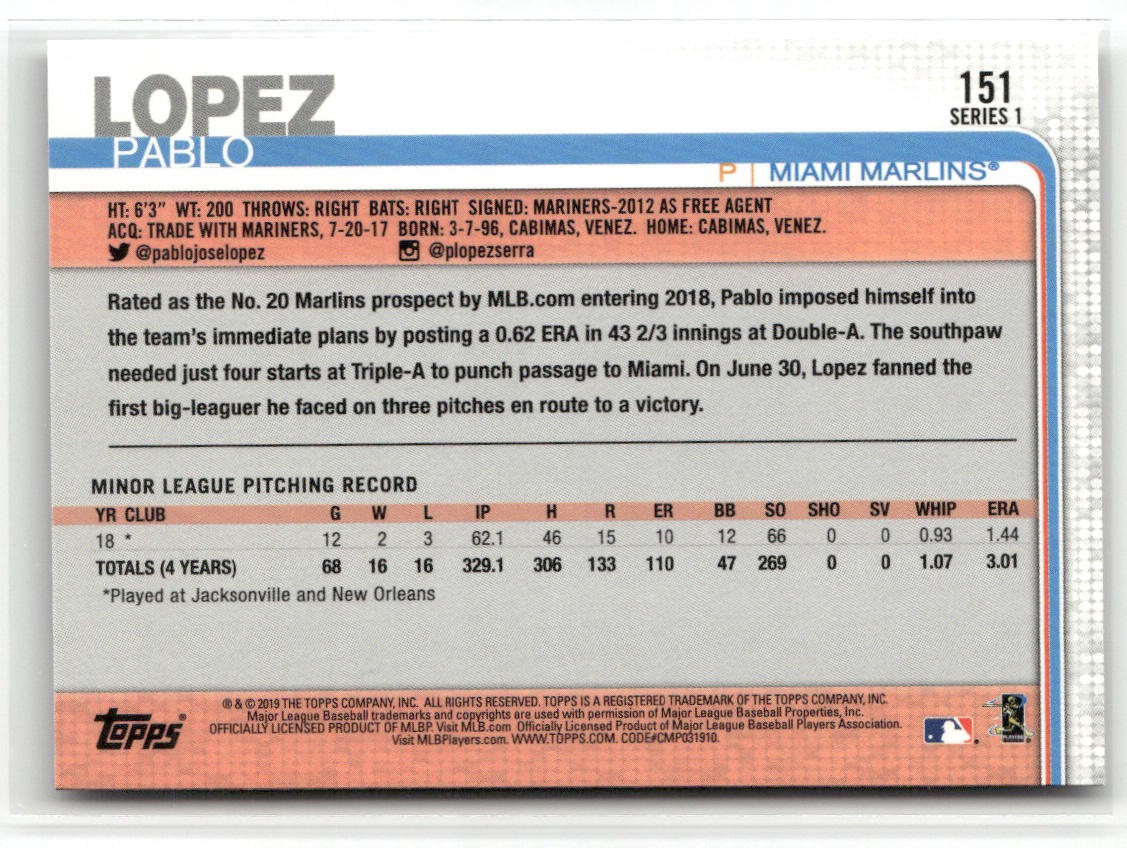 LOPEZ
PABLO
151
SERIES 1
P | MIAMI MARLINS®
HT: 6'3" WT: 200 THROWS: RIGHT BATS: RIGHT SIGNED: MARINERS-2012 AS FREE AGENT
ACQ: TRADE WITH MARINERS, 7-20-17 BORN: 3-7-96, CABIMAS, VENEZ. HOME: CABIMAS, VENEZ.
@pablojoselopez @plopezserra
Rated as the No. 20 Marlins prospect by MLB.com entering 2018, Pablo imposed himself into
the team's immediate plans by posting a 0.62 ERA in 43 2/3 innings at Double-A. The southpaw
needed just four starts at Triple-A to punch passage to Miami. On June 30, Lopez fanned the
first big-leaguer he faced on three pitches en route to a victory.
MINOR LEAGUE PITCHING RECORD
YR CLUB G W L IP H R ER BB SO SHO SV WHIP ERA
18 * 12 2 3 62.1 46 15 10 12 66 0 0 0.93 1.44
TOTALS (4 YEARS) 68 16 16 329.1 306 133 110 47 269 0 0 1.07 3.01
*Played at Jacksonville and New Orleans
Topps®
® & © 2019 THE TOPPS COMPANY, INC. ALL RIGHTS RESERVED. TOPPS IS A REGISTERED TRADEMARK OF THE TOPPS COMPANY, INC.
Major League Baseball trademarks and copyrights are used with permission of Major League Baseball Properties, Inc.
OFFICIALLY LICENSED PRODUCT OF MLBP. Visit MLB.com Officially Licensed Product of Major League Baseball Players Association.
Visit MLBPlayers.com. WWW.TOPPS.COM. CODE#CMP031910.